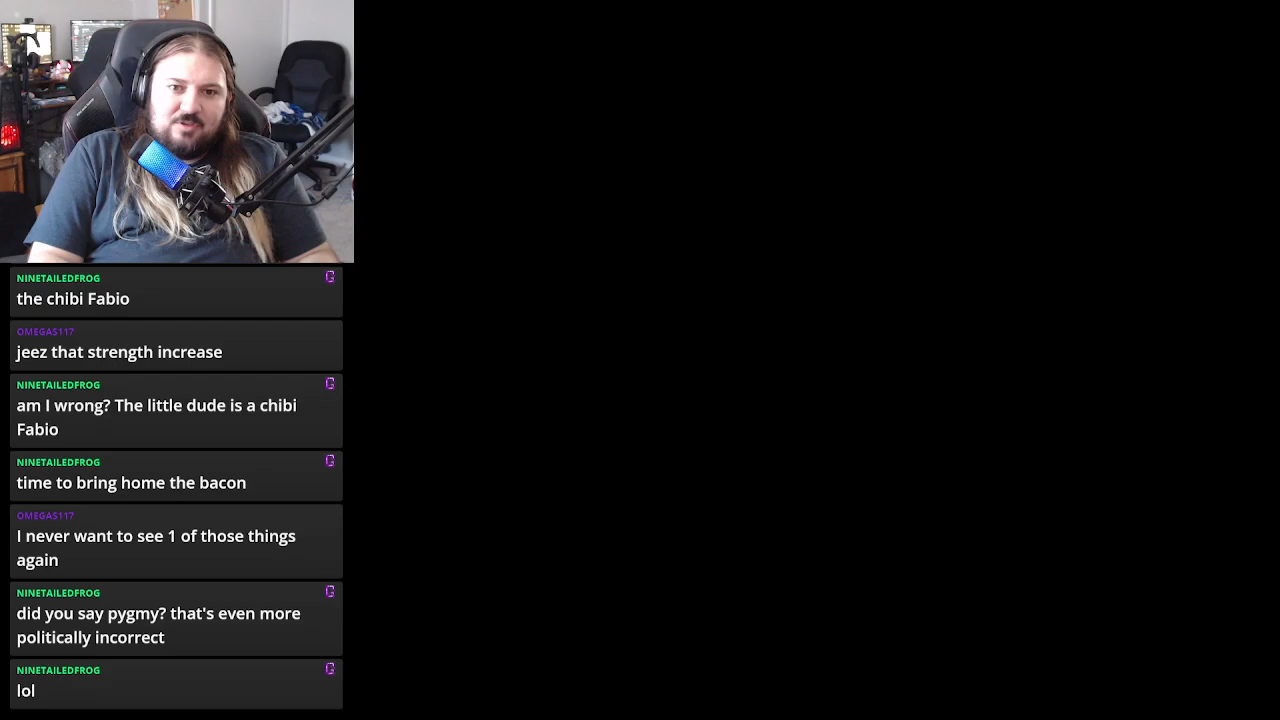 NINETAILEDFROG
the chibi Fabio
OMEGAS117
jeez that strength increase
NINETAILEDFROG
am I wrong? The little dude is a chibi
Fabio
NINETAILEDFROG
time to bring home the bacon
OMEGAS117
I never want to see 1 of those things
again
NINETAILEDFROG
did you say pygmy? that's even more
politically incorrect
NINETAILEDFROG
lol